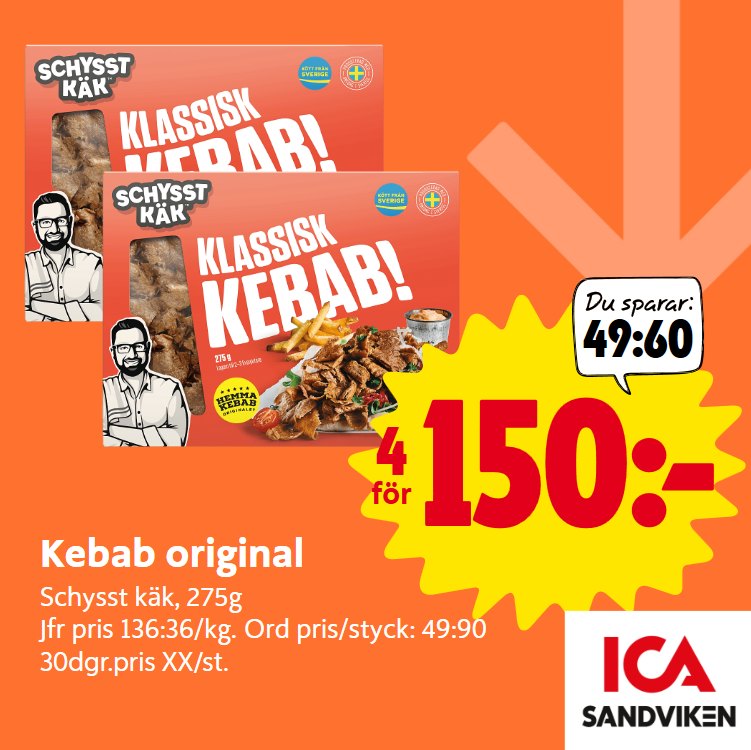 SCHYSST
KÄK
KÖTT FRÅN
SVERIGE
KLASSISK
KEBAB!
SCHYSST
KÄK
KÖTT FRÅN
SVERIGE
KLASSISK
KEBAB!
275 g
HEMMA
KEBAB
ORIGINALET
Du sparar:
49:60
4
för
150:-
Kebab original
Schysst käk, 275g
Jfr pris 136:36/kg. Ord pris/styck: 49:90
30dgr.pris XX/st.
ICA
SANDVIKEN